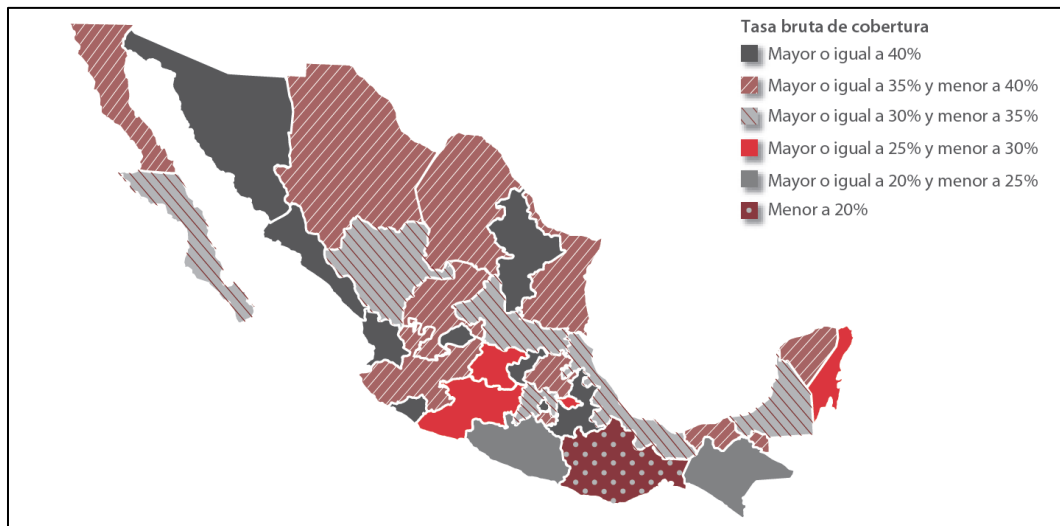 Tasa bruta de cobertura
Mayor o igual a 40%
Mayor o igual a 35% y menor a 40%
Mayor o igual a 30% y menor a 35%
Mayor o igual a 25% y menor a 30%
Mayor o igual a 20% y menor a 25%
Menor a 20%